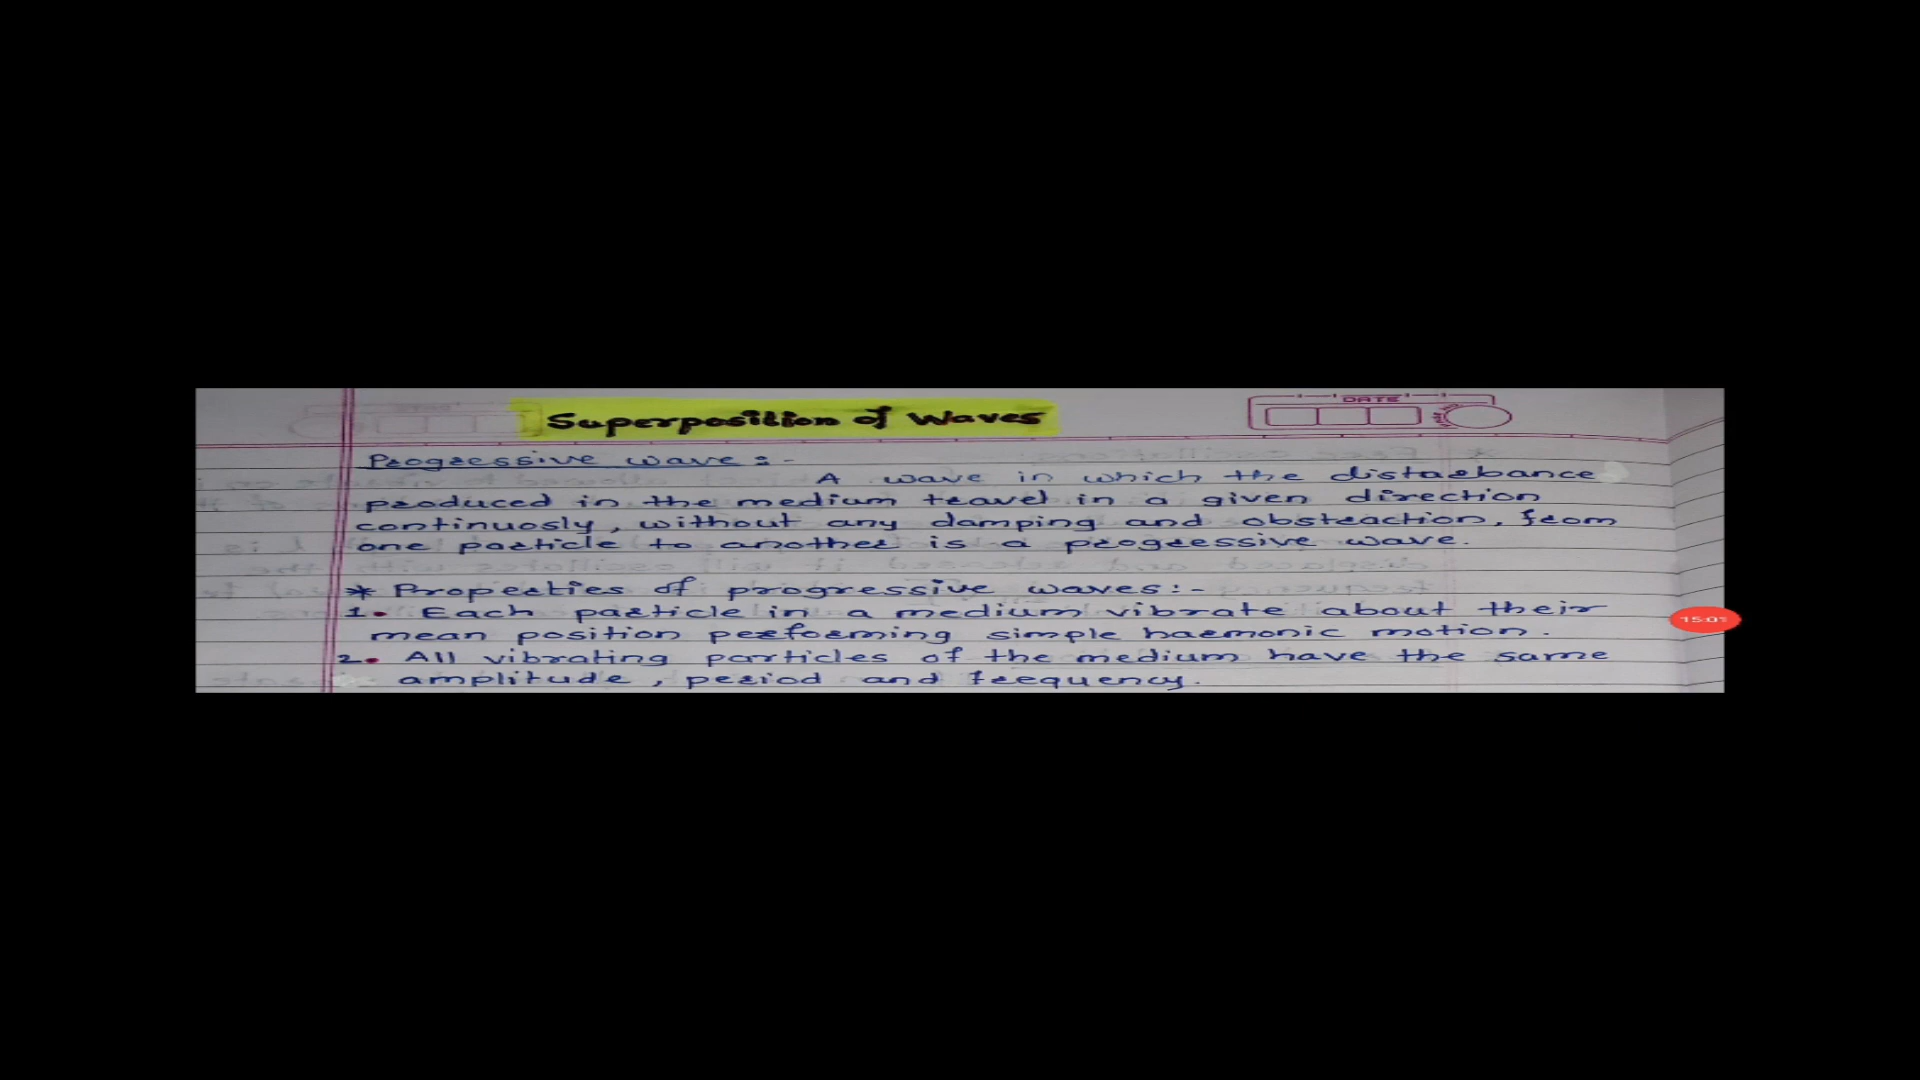 Superposition of Waves
DATE
Progressive wave :-
A wave in which the distarbance
produced in the medium travel in a given direction
continuosly, without any damping and obstraction, from
one particle to another is a progressive wave.
* Properties of progressive waves:-
1. Each particle in a medium vibrate about their
mean position performing simple harmonic motion.
2. All vibrating particles of the medium have the same
amplitude, period and frequency.